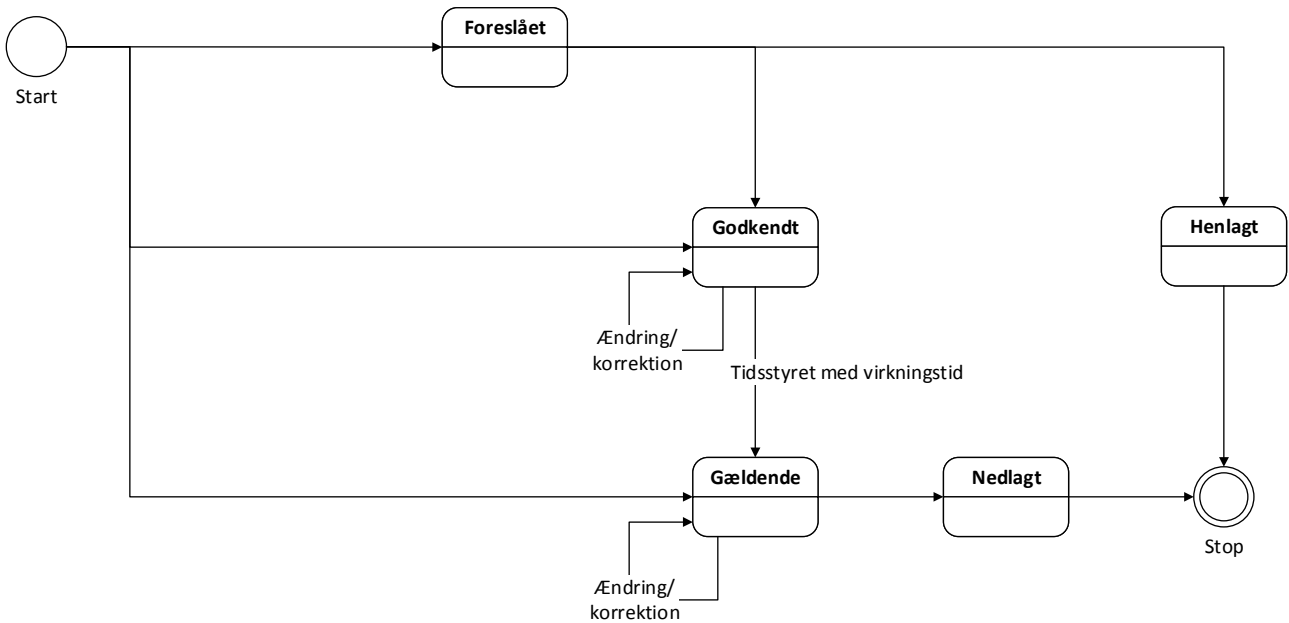 Foreslået
Start
Godkendt
Henlagt
Ændring/
korrektion
Tidsstyret med virkningstid
Gældende
Nedlagt
Stop
Ændring/
korrektion